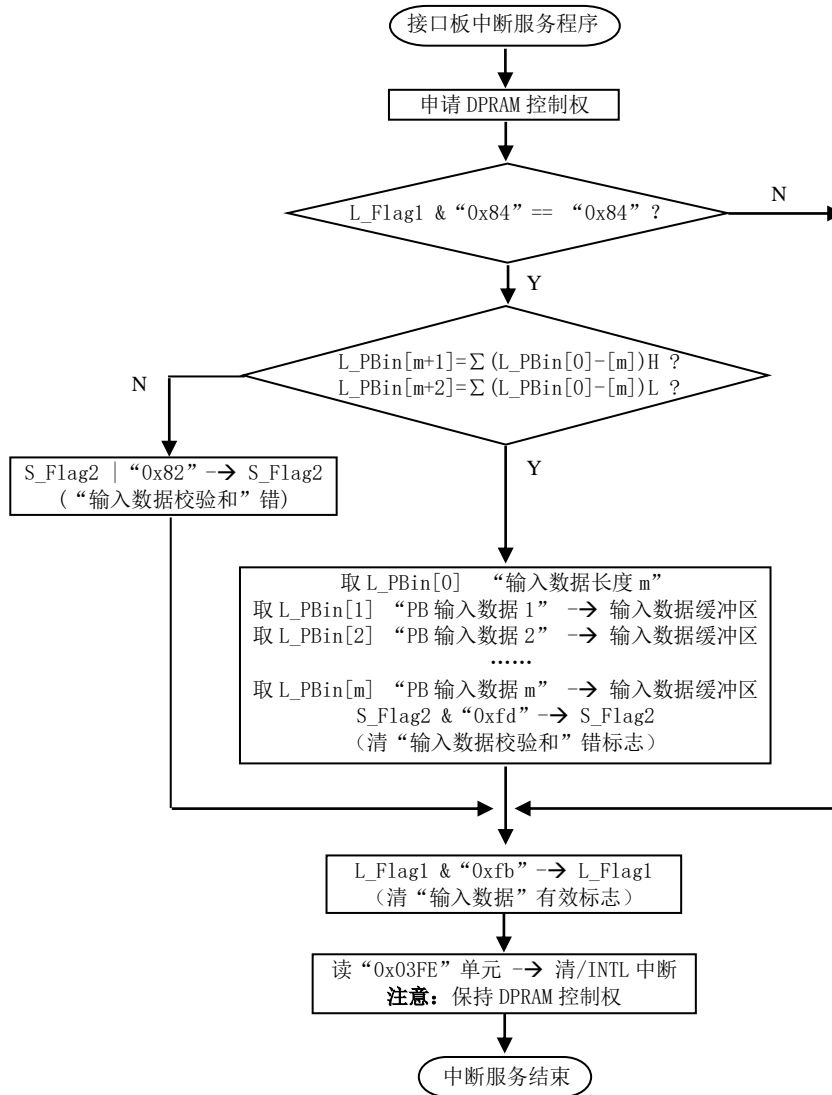 接口板中断服务程序
申请 DPRAM 控制权
L_Flag1 & “0x84” == “0x84” ?
N
Y
L_PBin[m+1]=∑(L_PBin[0]-[m])H ?
L_PBin[m+2]=∑(L_PBin[0]-[m])L ?
N
Y
S_Flag2 | “0x82” -→ S_Flag2
(“输入数据校验和”错)
取 L_PBin[0] “输入数据长度 m”
取 L_PBin[1] “PB 输入数据 1” -→ 输入数据缓冲区
取 L_PBin[2] “PB 输入数据 2” -→ 输入数据缓冲区
……
取 L_PBin[m] “PB 输入数据 m” -→ 输入数据缓冲区
S_Flag2 & “0xfd” -→ S_Flag2
(清“输入数据校验和”错标志)
L_Flag1 & “0xfb” -→ L_Flag1
(清“输入数据”有效标志)
读“0x03FE”单元 -→ 清/INTL 中断
注意：保持 DPRAM 控制权
中断服务结束